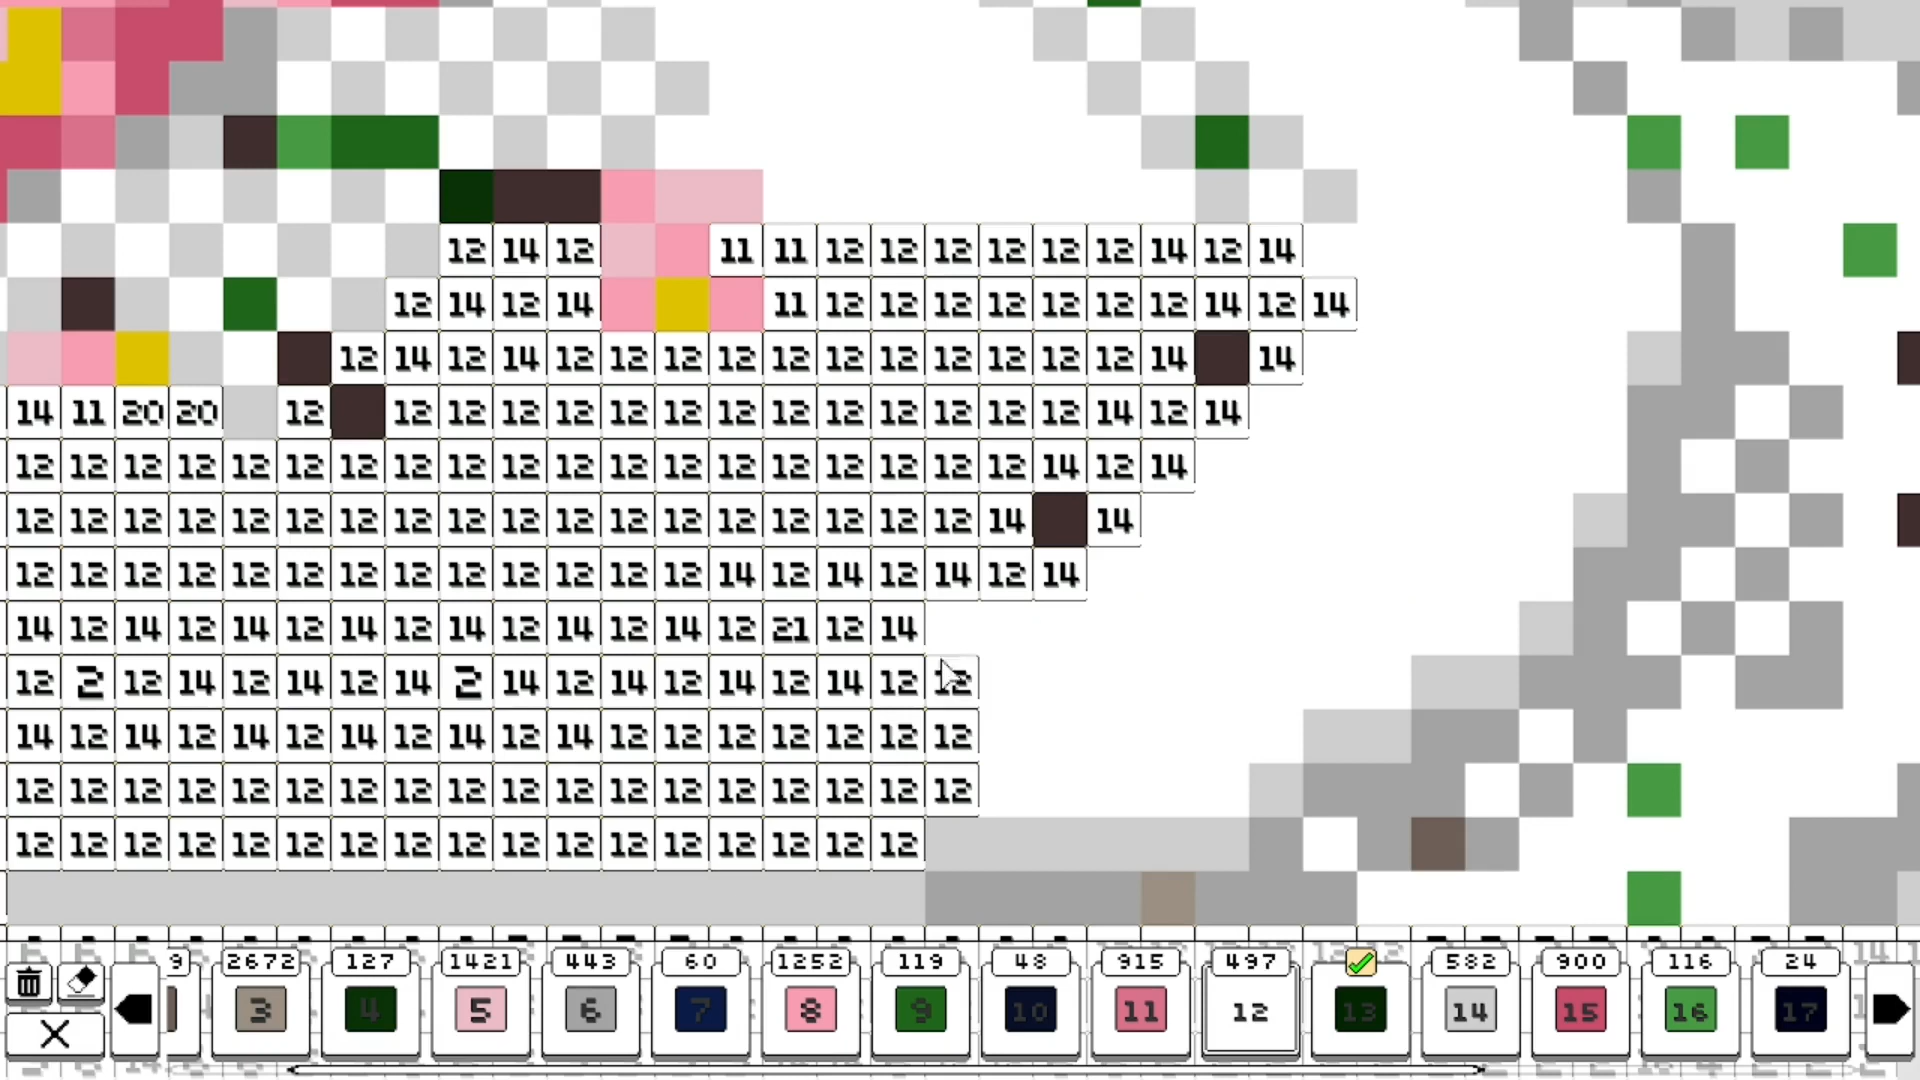 12 14 12 11 11 12 12 12 12 12 12 14 12 14
12 14 12 14 11 12 12 12 12 12 12 12 14 12 14
12 14 12 14 12 12 12 12 12 12 12 12 12 12 12 14 14
14 11 20 20 12 12 12 12 12 12 12 12 12 12 12 12 12 12 14 12 14
12 12 12 12 12 12 12 12 12 12 12 12 12 12 12 12 12 12 12 14 12 14
12 12 12 12 12 12 12 12 12 12 12 12 12 12 12 12 12 12 14 14
12 12 12 12 12 12 12 12 12 12 12 12 12 14 12 14 12 14 12 14
14 12 14 12 14 12 14 12 14 12 14 12 14 12 21 12 14
12 2 12 14 12 14 12 14 2 14 12 14 12 14 12 14 12 12
14 12 14 12 14 12 14 12 14 12 14 12 12 12 12 12 12 12
12 12 12 12 12 12 12 12 12 12 12 12 12 12 12 12 12 12
12 12 12 12 12 12 12 12 12 12 12 12 12 12 12 12 12
9 2672 127 1421 443 60 1252 119 48 915 497 582 900 116 24
3 4 5 6 7 8 9 10 11 12 13 14 15 16 17